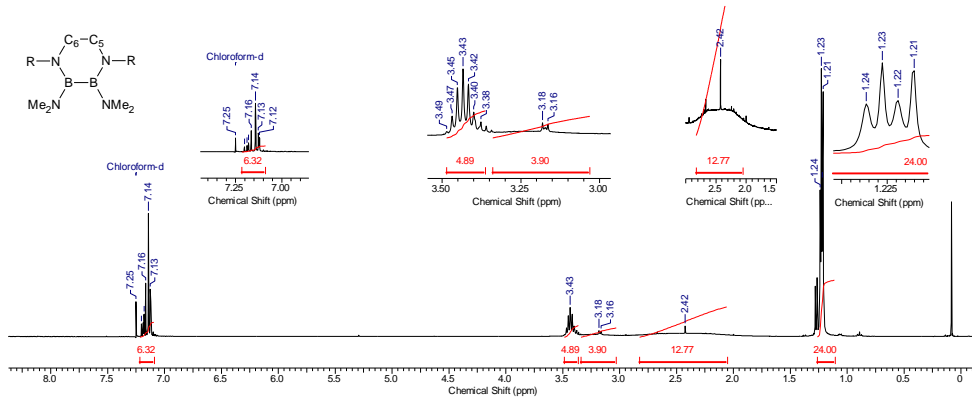 C6 C5
R N N R
B B
Me2N NMe2
Chloroform-d
7.25
7.16
7.14
7.13
7.12
6.32
7.25 7.00
Chemical Shift (ppm)
3.49
3.47
3.45
3.43
3.42
3.40
3.38
3.18
3.16
4.89 3.90
3.50 3.25 3.00
Chemical Shift (ppm)
2.42
12.77
2.5 2.0 1.5
Chemical Shift (pp...
1.24
1.23
1.22
1.21
24.00
1.225
Chemical Shift (ppm)
Chloroform-d
7.25
7.16
7.14
7.13
3.43
3.18
3.16
2.42
1.24
1.23
1.21
6.32 4.89 3.90 12.77 24.00
8.0 7.5 7.0 6.5 6.0 5.5 5.0 4.5 4.0 3.5 3.0 2.5 2.0 1.5 1.0 0.5 0
Chemical Shift (ppm)